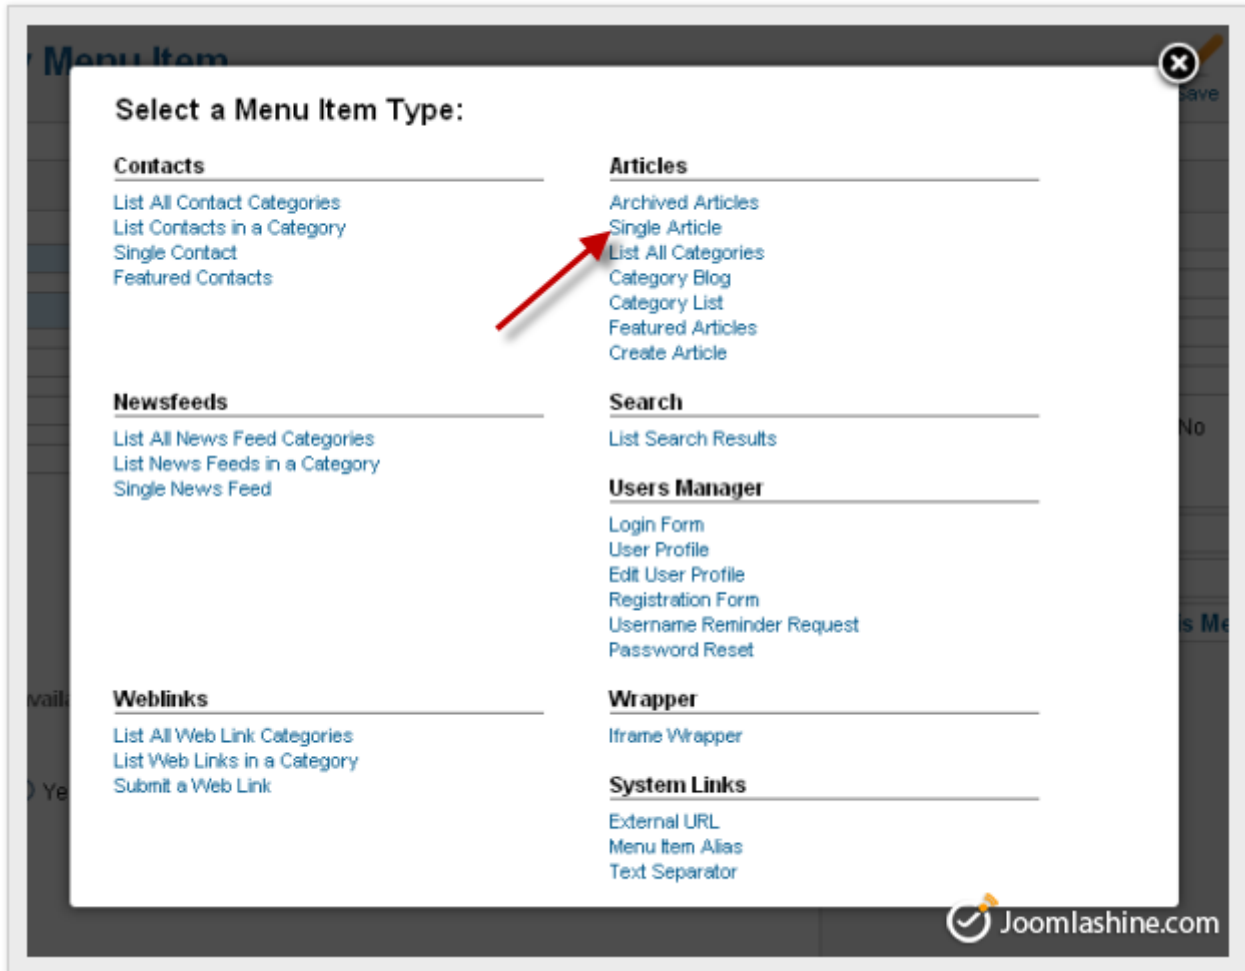 Menu Item
Save
Select a Menu Item Type:
Contacts
List All Contact Categories
List Contacts in a Category
Single Contact
Featured Contacts
Articles
Archived Articles
Single Article
List All Categories
Category Blog
Category List
Featured Articles
Create Article
Newsfeeds
List All News Feed Categories
List News Feeds in a Category
Single News Feed
Search
List Search Results
No
Users Manager
Login Form
User Profile
Edit User Profile
Registration Form
Username Reminder Request
Password Reset
Weblinks
List All Web Link Categories
List Web Links in a Category
Submit a Web Link
Wrapper
Iframe Wrapper
System Links
External URL
Menu Item Alias
Text Separator
Joomlashine.com